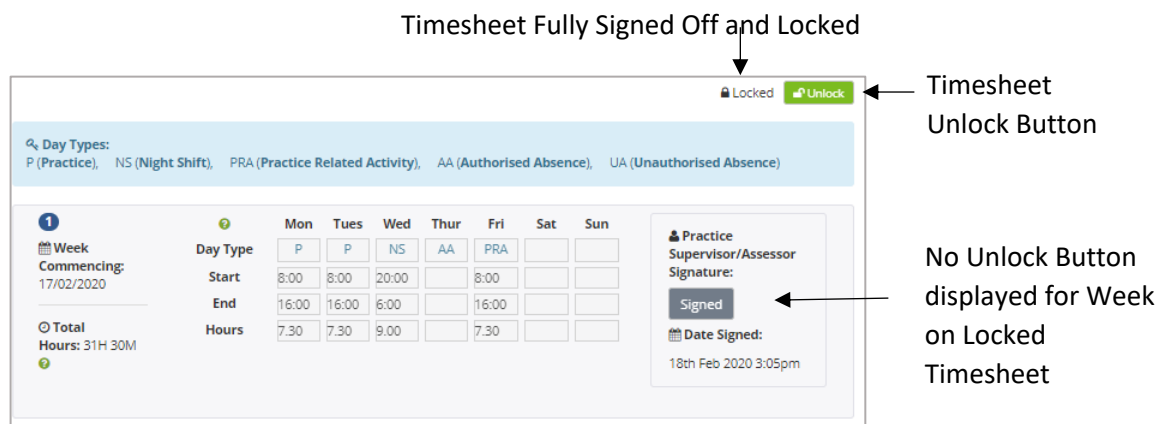 Timesheet Fully Signed Off and Locked
Locked Unlock
Timesheet
Unlock Button
Day Types:
P (Practice), NS (Night Shift), PRA (Practice Related Activity), AA (Authorised Absence), UA (Unauthorised Absence)
1
Week
Commencing:
17/02/2020
Total
Hours: 31H 30M
?
? Mon Tues Wed Thur Fri Sat Sun
Day Type P P NS AA PRA
Start 8:00 8:00 20:00 8:00
End 16:00 16:00 6:00 16:00
Hours 7.30 7.30 9.00 7.30
Practice
Supervisor/Assessor
Signature:
Signed
Date Signed:
18th Feb 2020 3:05pm
No Unlock Button
displayed for Week
on Locked
Timesheet